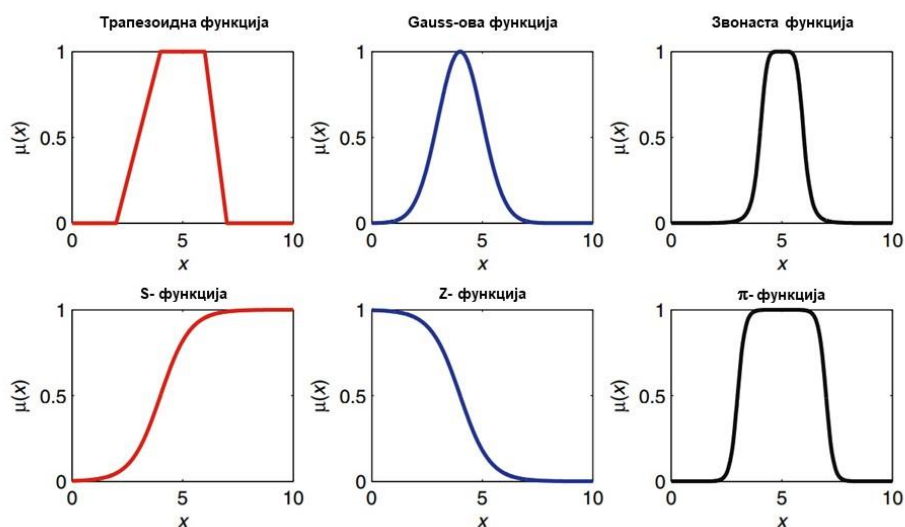 Трапезоидна функција
Gauss-ова функција
Звонаста функција
1
0.5
0
μ(x)
0
5
10
x
1
0.5
0
μ(x)
0
5
10
x
1
0.5
0
μ(x)
0
5
10
x
S- функција
Z- функција
π- функција
1
0.5
0
μ(x)
0
5
10
x
1
0.5
0
μ(x)
0
5
10
x
1
0.5
0
μ(x)
0
5
10
x